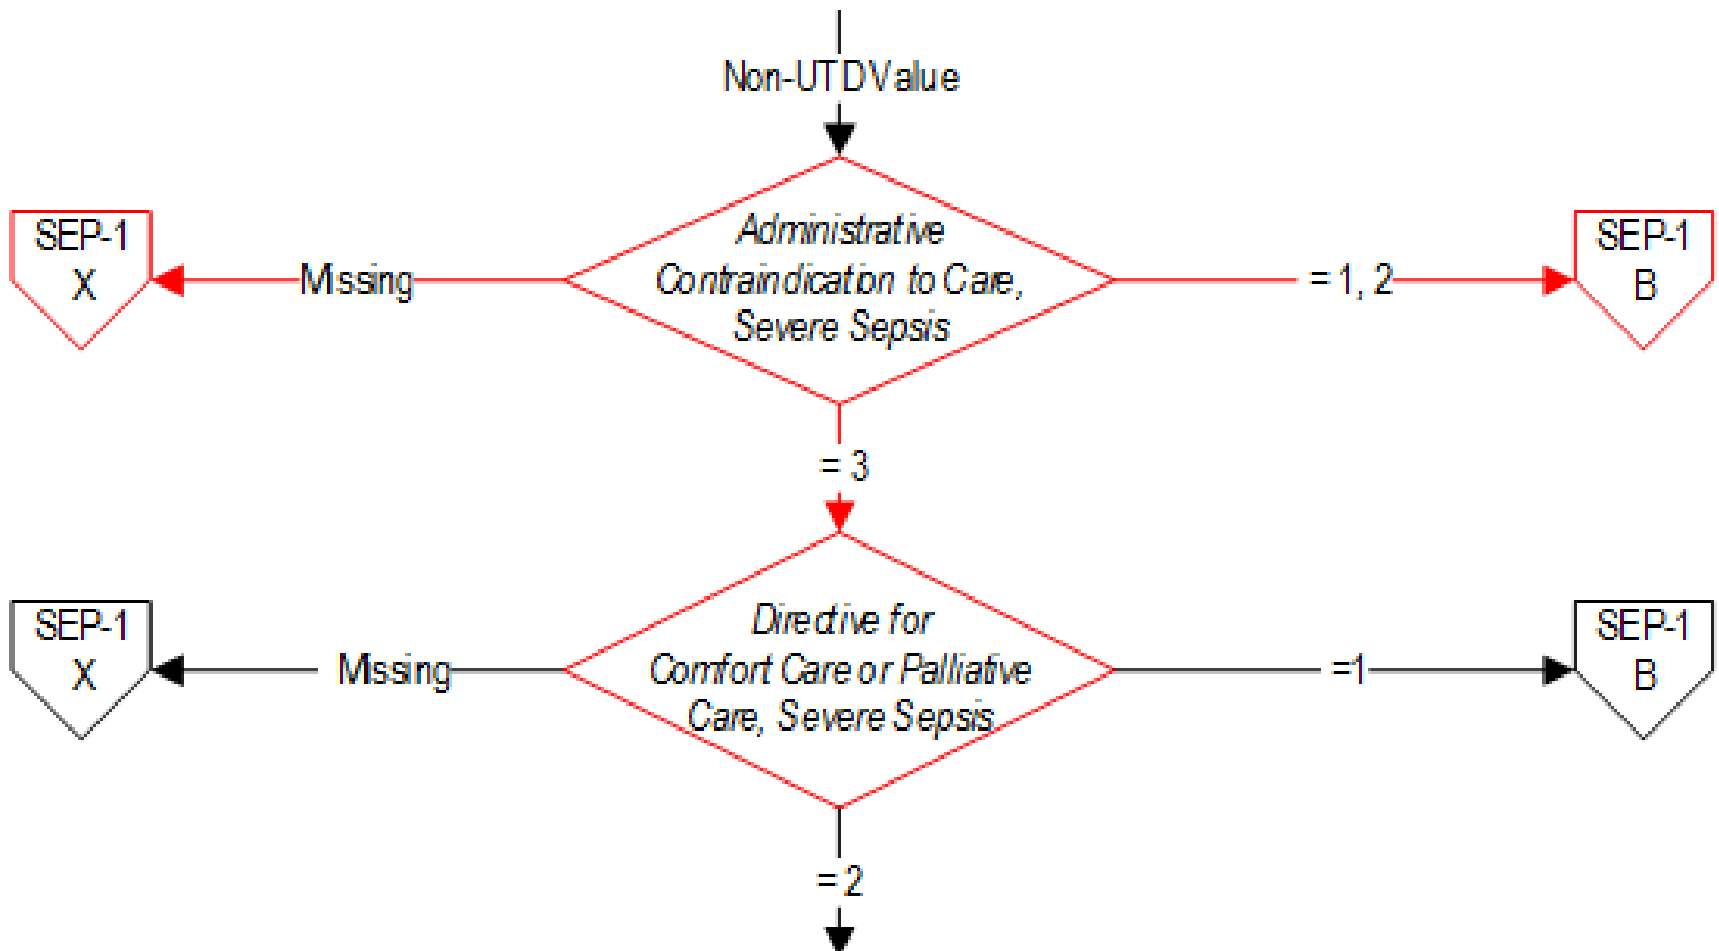 Non-UTD Value
SEP-1
X
Missing
Administrative
Contraindication to Care,
Severe Sepsis
= 1, 2
SEP-1
B
= 3
SEP-1
X
Missing
Directive for
Comfort Care or Palliative
Care, Severe Sepsis
=1
SEP-1
B
= 2